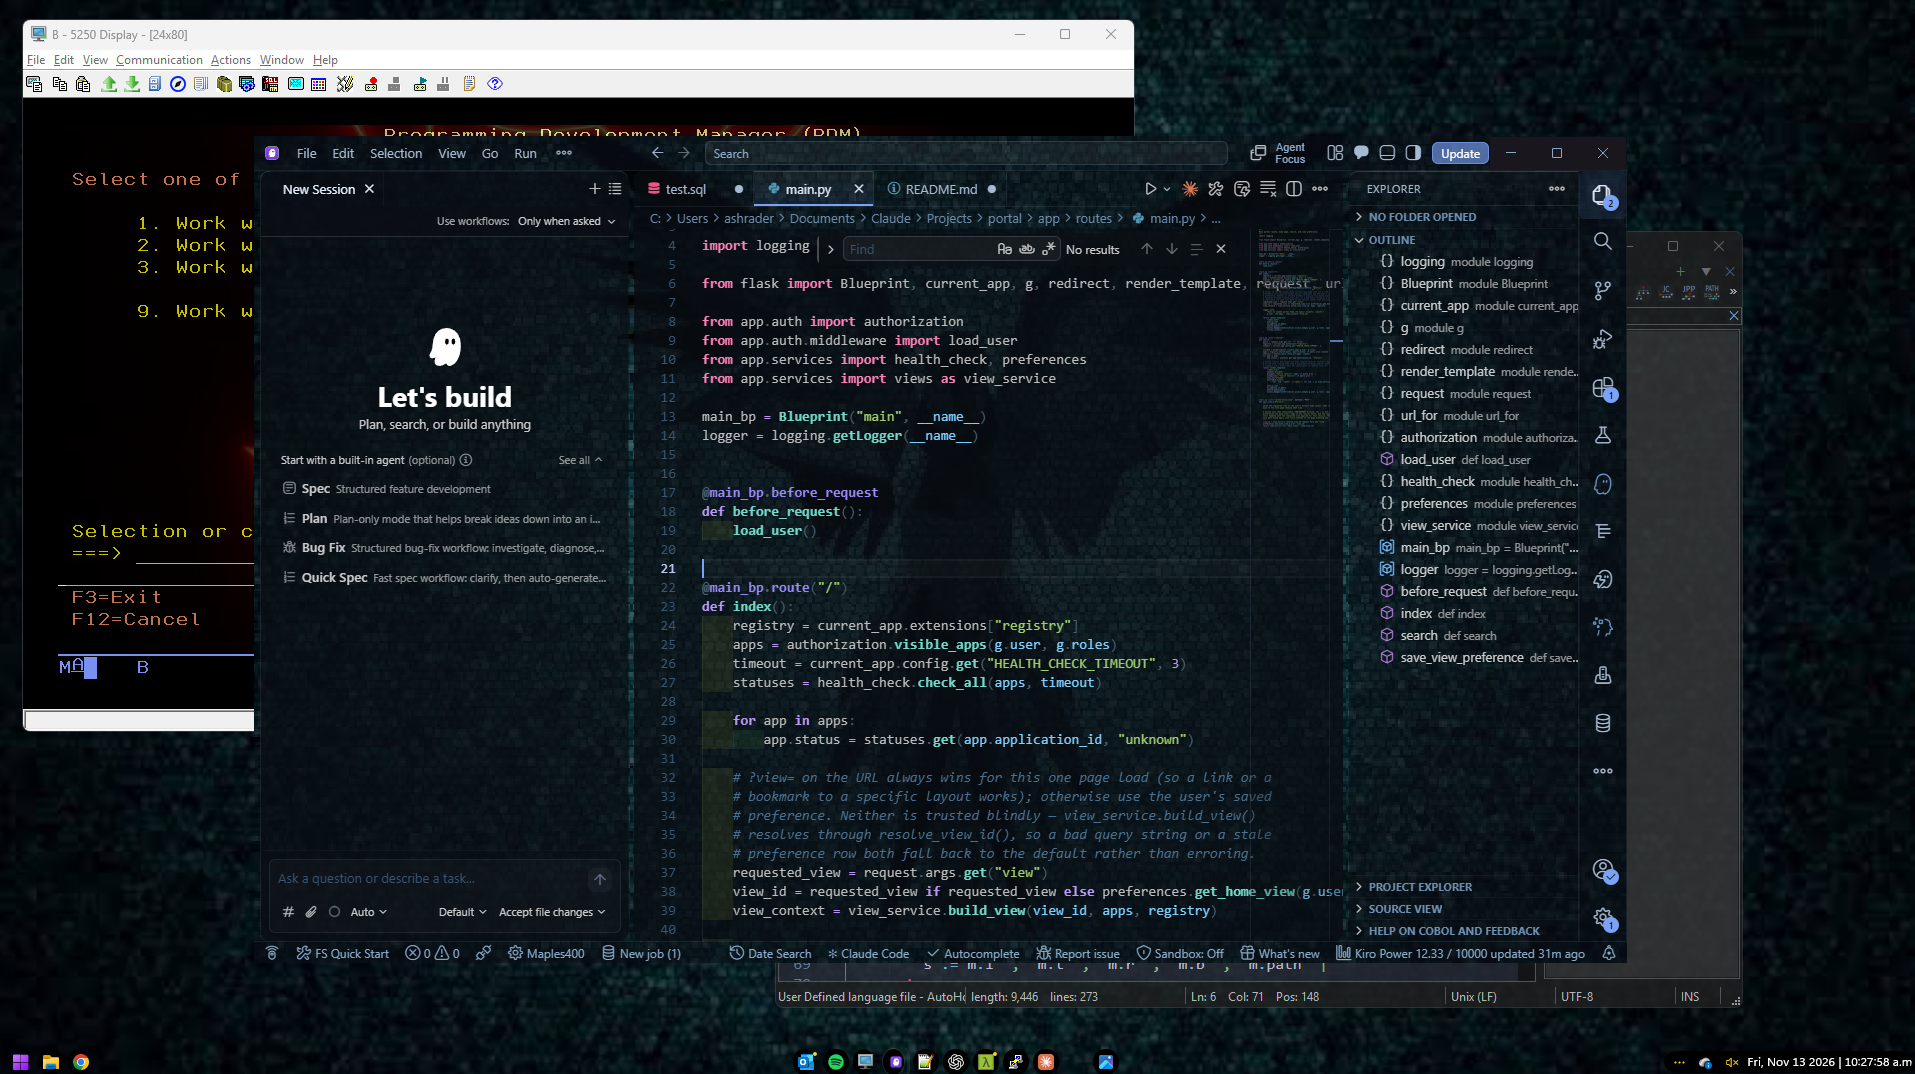 B - 5250 Display - [24x80]
File Edit View Communication Actions Window Help
Programming Development Manager (PDM)
Select one of
1. Work w
2. Work w
3. Work w
9. Work w
Selection or c
===>
F3=Exit
F12=Cancel
MA B
File Edit Selection View Go Run
Search
Agent Focus
Update
New Session
Use workflows: Only when asked
Let's build
Plan, search, or build anything
Start with a built-in agent (optional)
See all
Spec Structured feature development
Plan Plan-only mode that helps break ideas down into an i...
Bug Fix Structured bug-fix workflow: investigate, diagnose,...
Quick Spec Fast spec workflow: clarify, then auto-generate...
Ask a question or describe a task...
# Auto Default Accept file changes
test.sql main.py README.md
C: > Users > ashrader > Documents > Claude > Projects > portal > app > routes > main.py > ...
Find
Aa ab No results
4 import logging
5
6 from flask import Blueprint, current_app, g, redirect, render_template, request, ur
7
8 from app.auth import authorization
9 from app.auth.middleware import load_user
10 from app.services import health_check, preferences
11 from app.services import views as view_service
12
13 main_bp = Blueprint("main", __name__)
14 logger = logging.getLogger(__name__)
15
16
17 @main_bp.before_request
18 def before_request():
19 load_user()
20
21
22 @main_bp.route("/")
23 def index():
24 registry = current_app.extensions["registry"]
25 apps = authorization.visible_apps(g.user, g.roles)
26 timeout = current_app.config.get("HEALTH_CHECK_TIMEOUT", 3)
27 statuses = health_check.check_all(apps, timeout)
28
29 for app in apps:
30 app.status = statuses.get(app.application_id, "unknown")
31
32 # ?view= on the URL always wins for this one page load (so a link or a
33 # bookmark to a specific layout works); otherwise use the user's saved
34 # preference. Neither is trusted blindly — view_service.build_view()
35 # resolves through resolve_view_id(), so a bad query string or a stale
36 # preference row both fall back to the default rather than erroring.
37 requested_view = request.args.get("view")
38 view_id = requested_view if requested_view else preferences.get_home_view(g.user
39 view_context = view_service.build_view(view_id, apps, registry)
40
EXPLORER
NO FOLDER OPENED
OUTLINE
{} logging module logging
{} Blueprint module Blueprint
{} current_app module current_app
{} g module g
{} redirect module redirect
{} render_template module rende...
{} request module request
{} url_for module url_for
{} authorization module authoriza...
load_user def load_user
{} health_check module health_ch...
{} preferences module preferences
{} view_service module view_servic
main_bp main_bp = Blueprint("...
logger logger = logging.getLog...
before_request def before_requ...
index def index
search def search
save_view_preference def save...
PROJECT EXPLORER
SOURCE VIEW
HELP ON COBOL AND FEEDBACK
2
1
1
JC JPP PATH
FS Quick Start 0 0 Maples400 New job (1) Date Search Claude Code Autocomplete Report issue Sandbox: Off What's new Kiro Power 12.33 / 10000 updated 31m ago
User Defined language file - AutoHo length: 9,446 lines: 273 Ln: 6 Col: 71 Pos: 148 Unix (LF) UTF-8 INS
Fri, Nov 13 2026 | 10:27:58 a.m